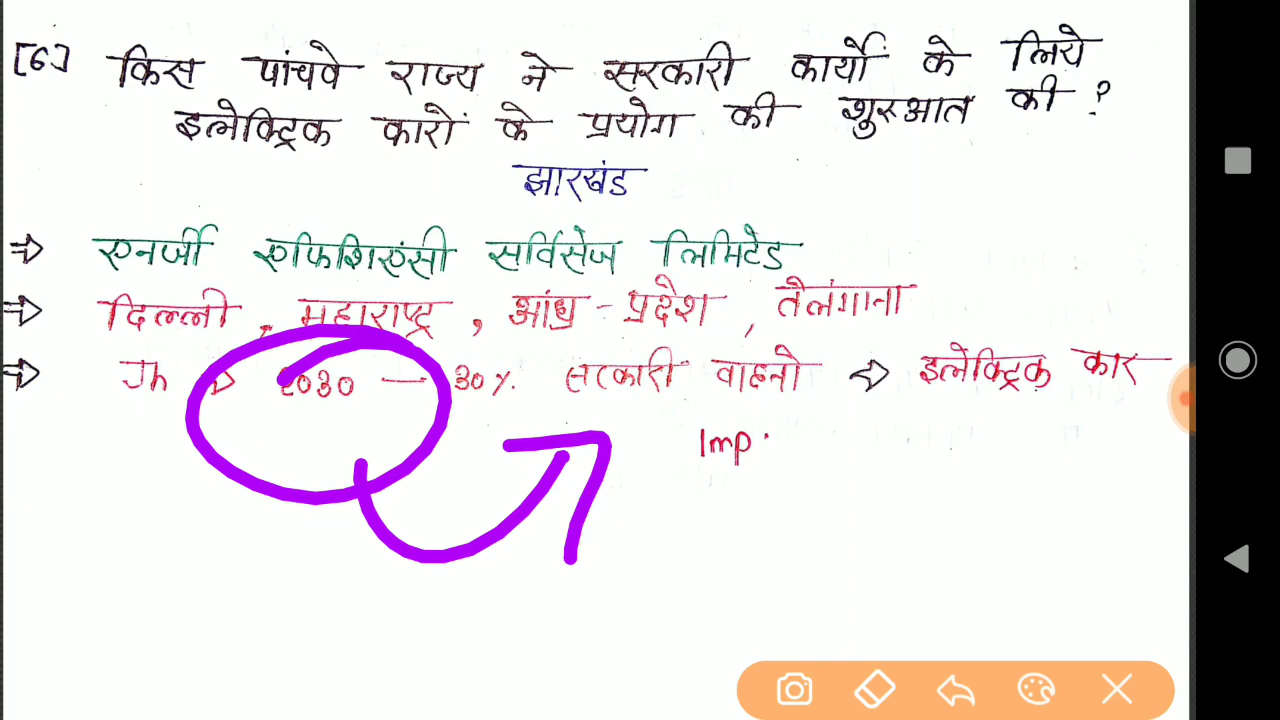 [6] किस पांचवे राज्य ने सरकारी कार्यो के लिये
इलेक्ट्रिक कारों के प्रयोग की शुरुआत की ?
झारखंड
⇒ एनर्जी एफिशिएंसी सर्विसेज लिमिटेड
⇒ दिल्ली , महाराष्ट्र , आंध्र - प्रदेश , तेलंगाना
⇒ Jh ⇒ 2030 — 30% सरकारी वाहनो ⇒ इलेक्ट्रिक कार
Imp.